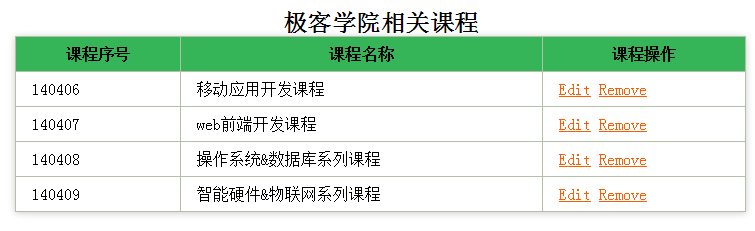 极客学院相关课程
课程序号 课程名称 课程操作
140406 移动应用开发课程 Edit Remove
140407 web前端开发课程 Edit Remove
140408 操作系统&数据库系列课程 Edit Remove
140409 智能硬件&物联网系列课程 Edit Remove